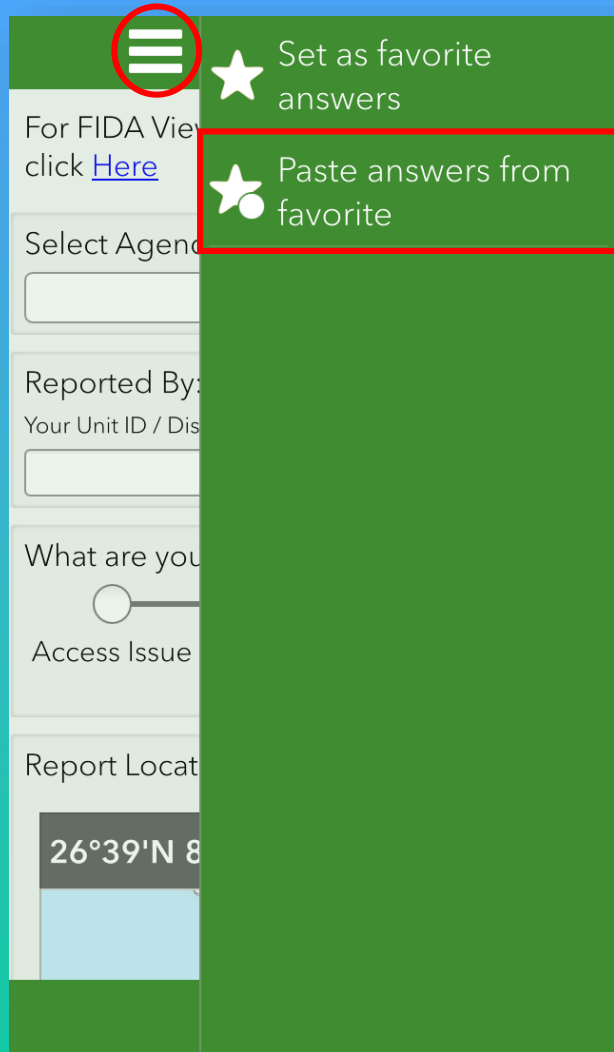 Set as favorite
answers
Paste answers from
favorite
For FIDA Vie
click Here
Select Agenc
Reported By:
Your Unit ID / Dis
What are you
Access Issue
Report Locat
26°39'N 8